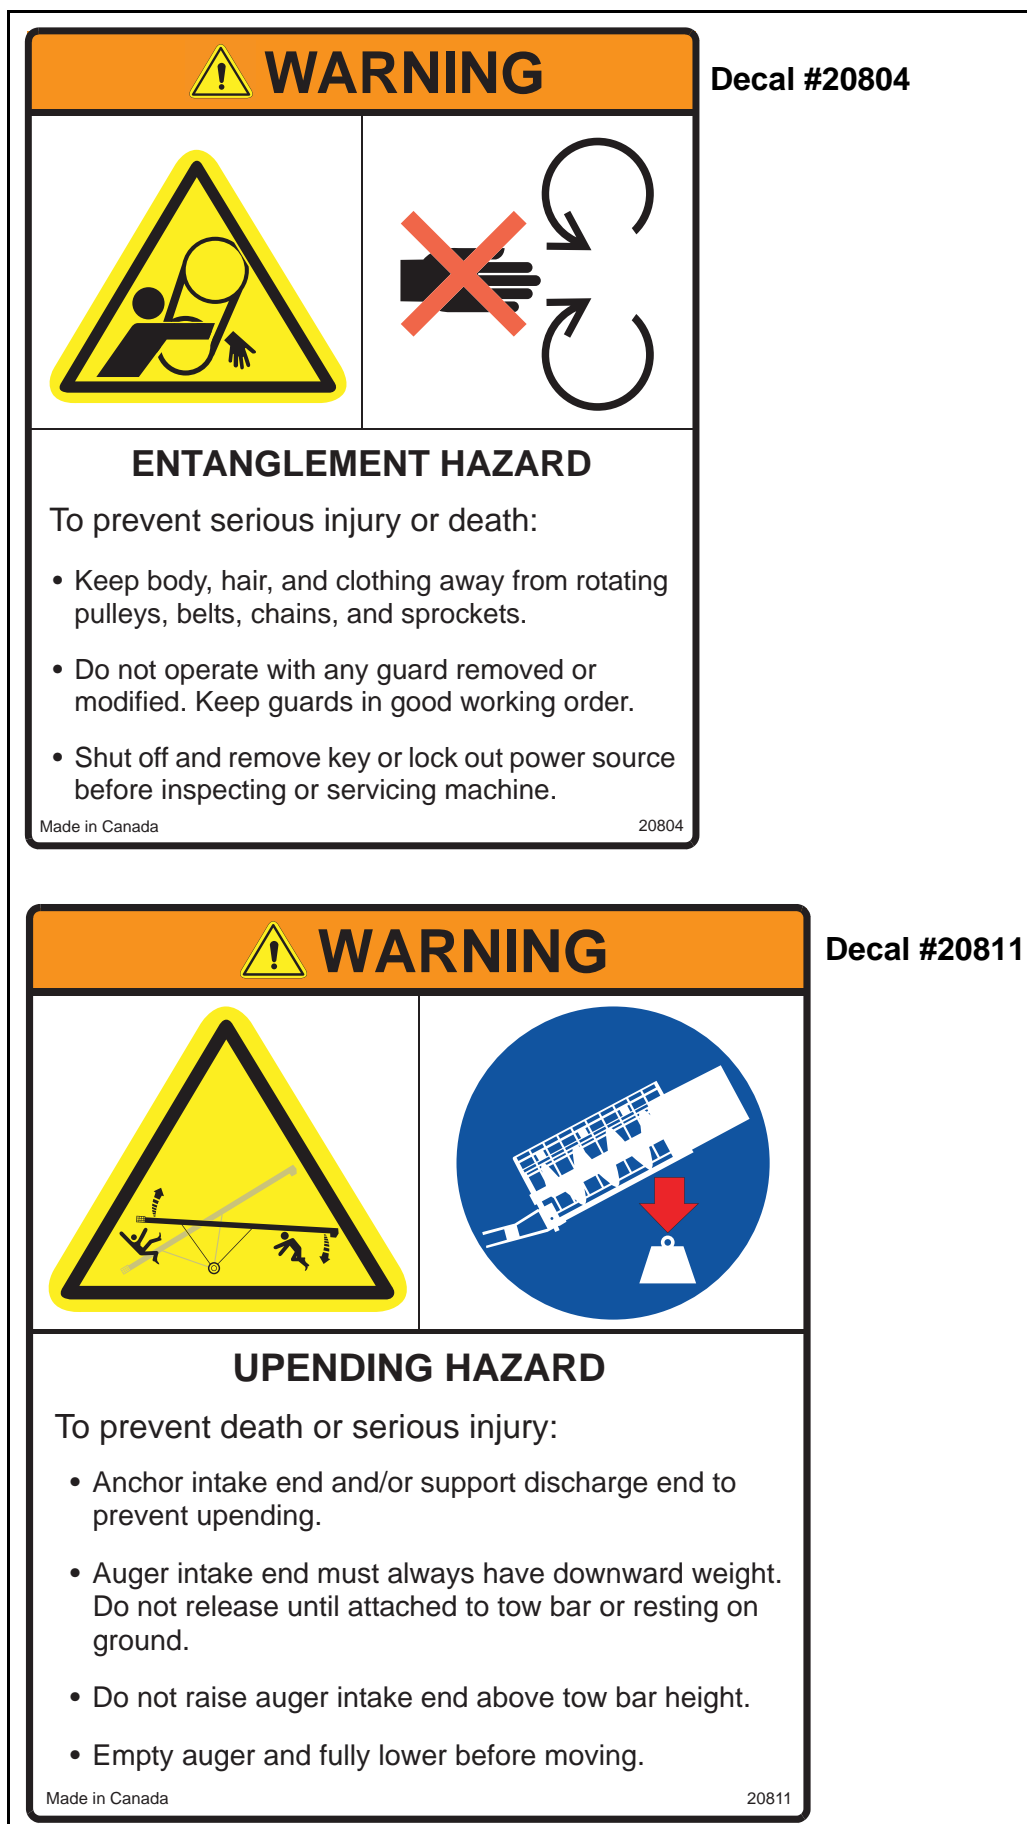 WARNING
Decal #20804
ENTANGLEMENT HAZARD
To prevent serious injury or death:
• Keep body, hair, and clothing away from rotating
pulleys, belts, chains, and sprockets.
• Do not operate with any guard removed or
modified. Keep guards in good working order.
• Shut off and remove key or lock out power source
before inspecting or servicing machine.
Made in Canada 20804
WARNING
Decal #20811
UPENDING HAZARD
To prevent death or serious injury:
• Anchor intake end and/or support discharge end to
prevent upending.
• Auger intake end must always have downward weight.
Do not release until attached to tow bar or resting on
ground.
• Do not raise auger intake end above tow bar height.
• Empty auger and fully lower before moving.
Made in Canada 20811